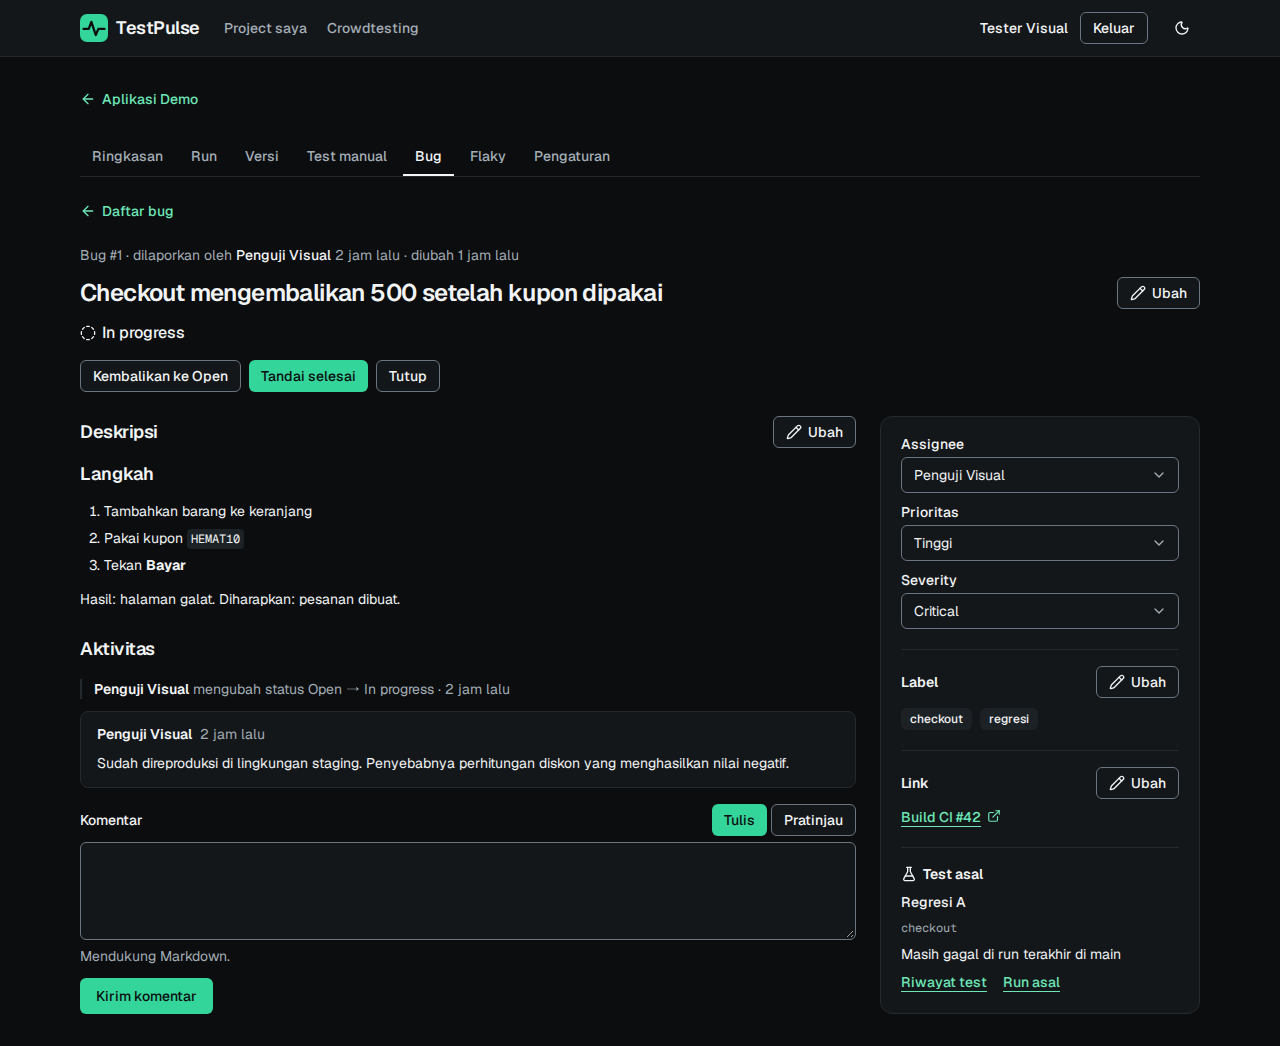 TestPulse Project saya Crowdtesting Tester Visual Keluar
Aplikasi Demo
Ringkasan Run Versi Test manual Bug Flaky Pengaturan
Daftar bug
Bug #1 · dilaporkan oleh Penguji Visual 2 jam lalu · diubah 1 jam lalu
Checkout mengembalikan 500 setelah kupon dipakai Ubah
In progress
Kembalikan ke Open Tandai selesai Tutup
Deskripsi Ubah
Langkah
1. Tambahkan barang ke keranjang
2. Pakai kupon HEMAT10
3. Tekan Bayar
Hasil: halaman galat. Diharapkan: pesanan dibuat.
Aktivitas
Penguji Visual mengubah status Open → In progress · 2 jam lalu
Penguji Visual 2 jam lalu
Sudah direproduksi di lingkungan staging. Penyebabnya perhitungan diskon yang menghasilkan nilai negatif.
Komentar Tulis Pratinjau
Mendukung Markdown.
Kirim komentar
Assignee
Penguji Visual
Prioritas
Tinggi
Severity
Critical
Label Ubah
checkout regresi
Link Ubah
Build CI #42
Test asal
Regresi A
checkout
Masih gagal di run terakhir di main
Riwayat test Run asal